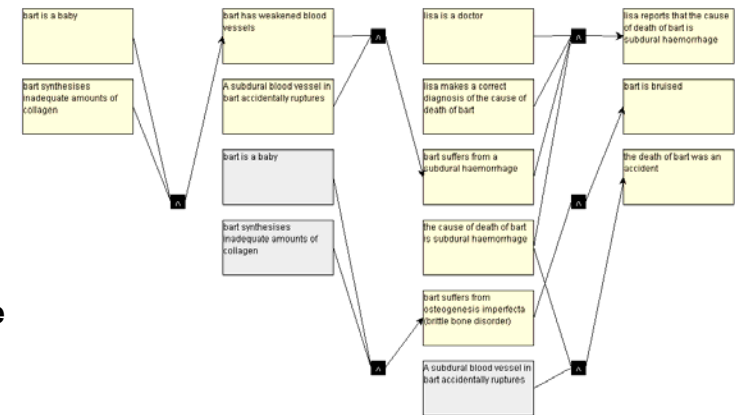 bart is a baby
bart synthesises
inadequate amounts of
collagen
bart has weakened blood
vessels
A subdural blood vessel in
bart accidentally ruptures
bart is a baby
bart synthesises
inadequate amounts of
collagen
lisa is a doctor
lisa makes a correct
diagnosis of the cause of
death of bart
bart suffers from a
subdural haemorrhage
the cause of death of bart
is subdural haemorrhage
bart suffers from
osteogenesis imperfecta
(brittle bone disorder)
A subdural blood vessel in
bart accidentally ruptures
lisa reports that the cause
of death of bart is
subdural haemorrhage
bart is bruised
the death of bart was an
accident
e
∧
∧
∧
∧
∧
∧